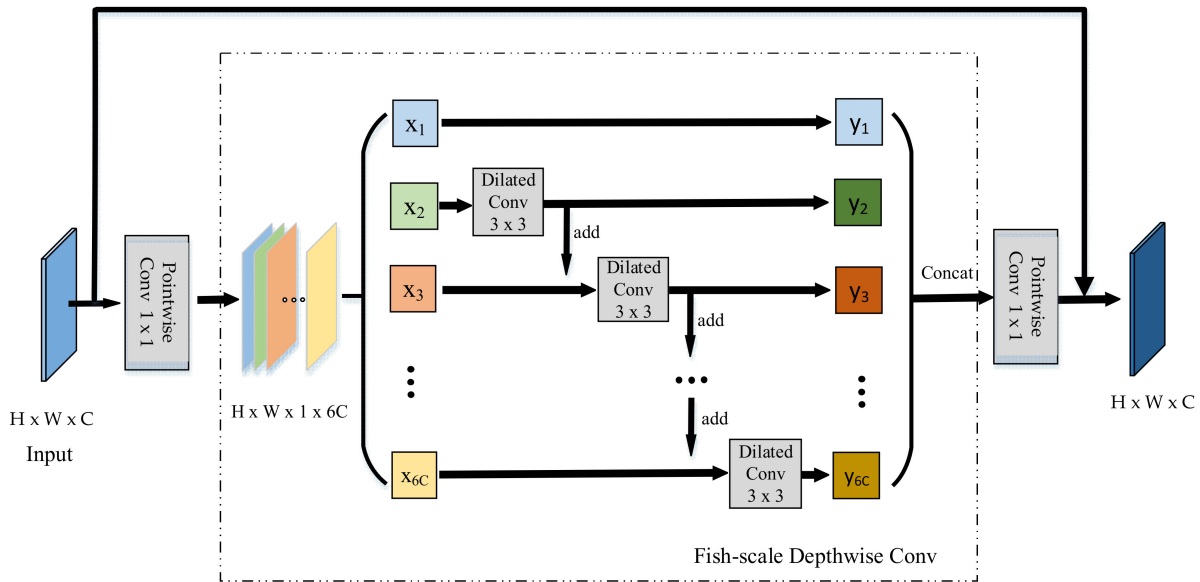 H x W x C
Input
Pointwise
Conv 1 x 1
H x W x 1 x 6C
x1
x2
x3
x6C
Dilated
Conv
3 x 3
add
Dilated
Conv
3 x 3
add
add
Dilated
Conv
3 x 3
y1
y2
y3
y6C
Concat
Pointwise
Conv 1 x 1
H x W x C
Fish-scale Depthwise Conv